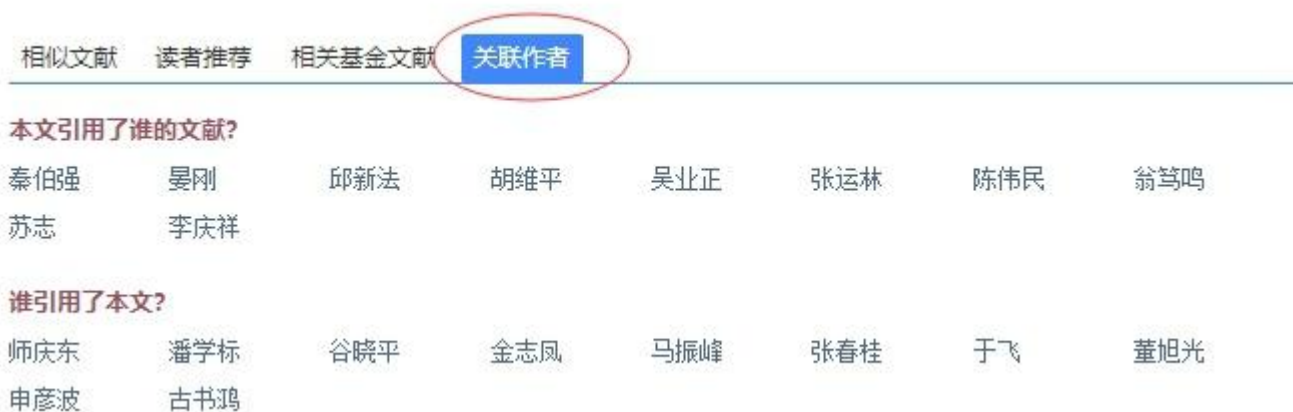 相似文献 读者推荐 相关基金文献 关联作者
本文引用了谁的文献?
秦伯强 晏刚 邱新法 胡维平 吴业正 张运林 陈伟民 翁笃鸣
苏志 李庆祥
谁引用了本文?
师庆东 潘学标 谷晓平 金志凤 马振峰 张春桂 于飞 董旭光
申彦波 古书鸿